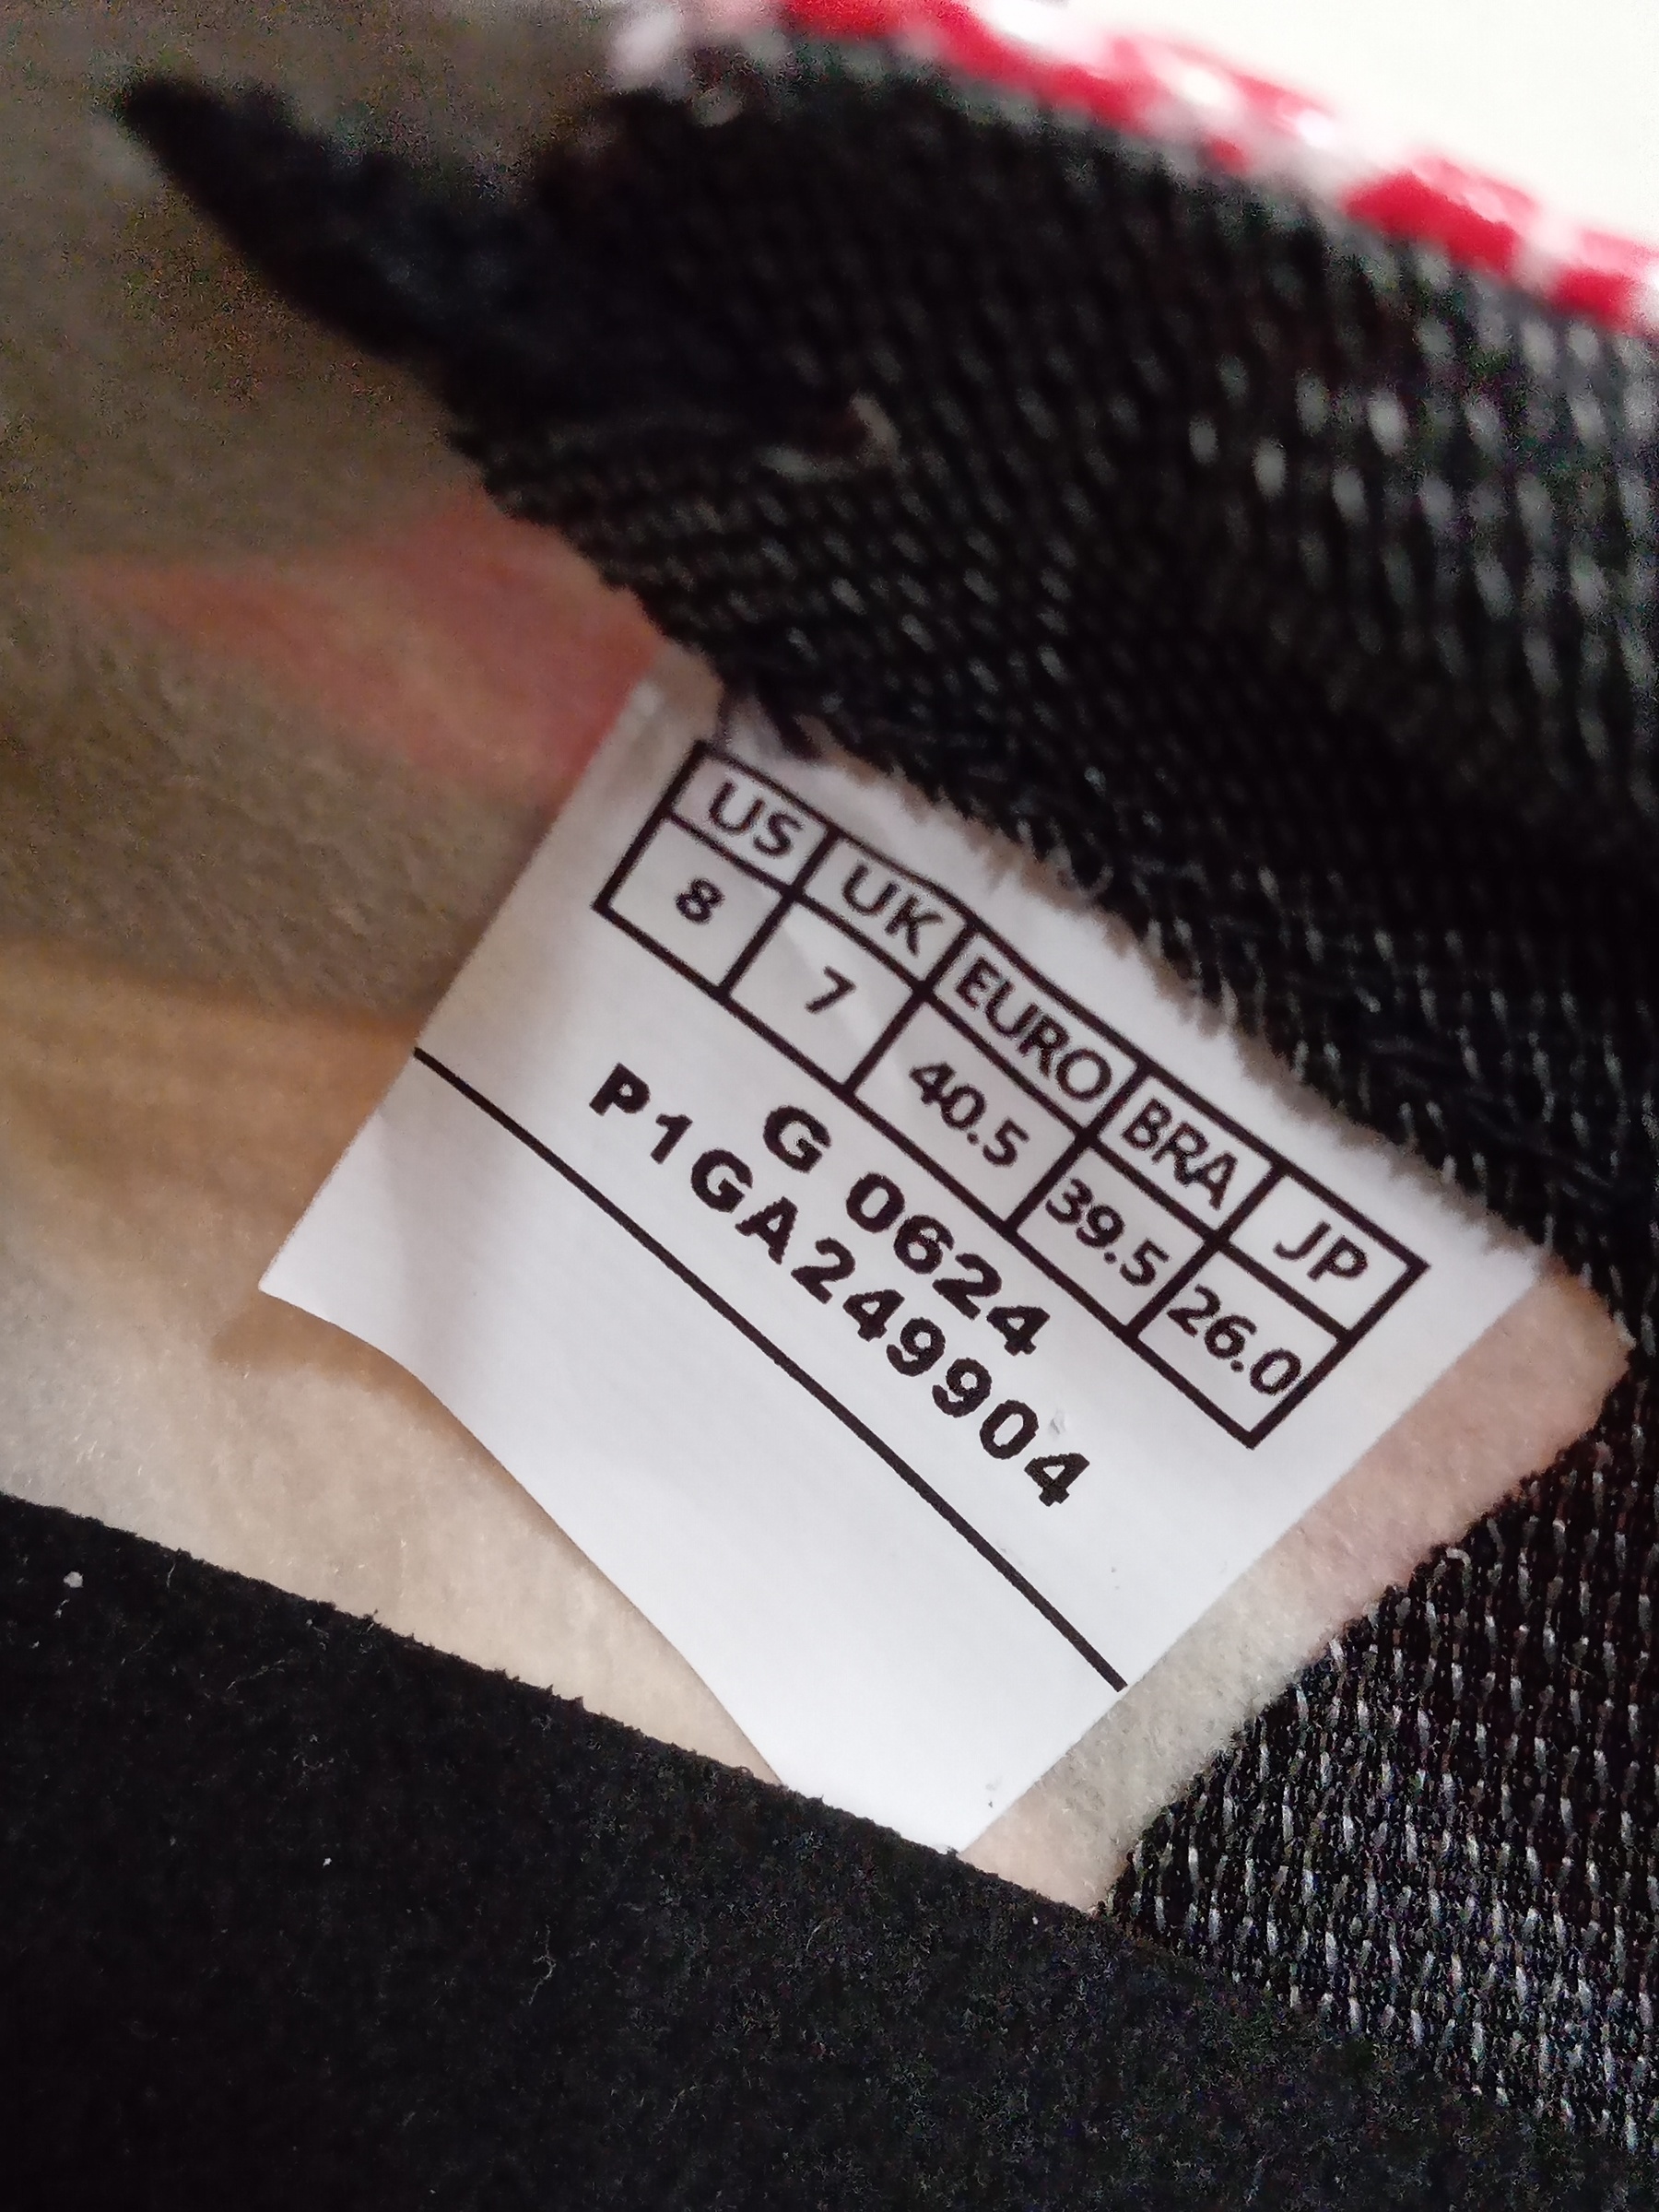 US UK EURO BRA JP
8 7 40.5 39.5 26.0
G 0624
P1GA249904